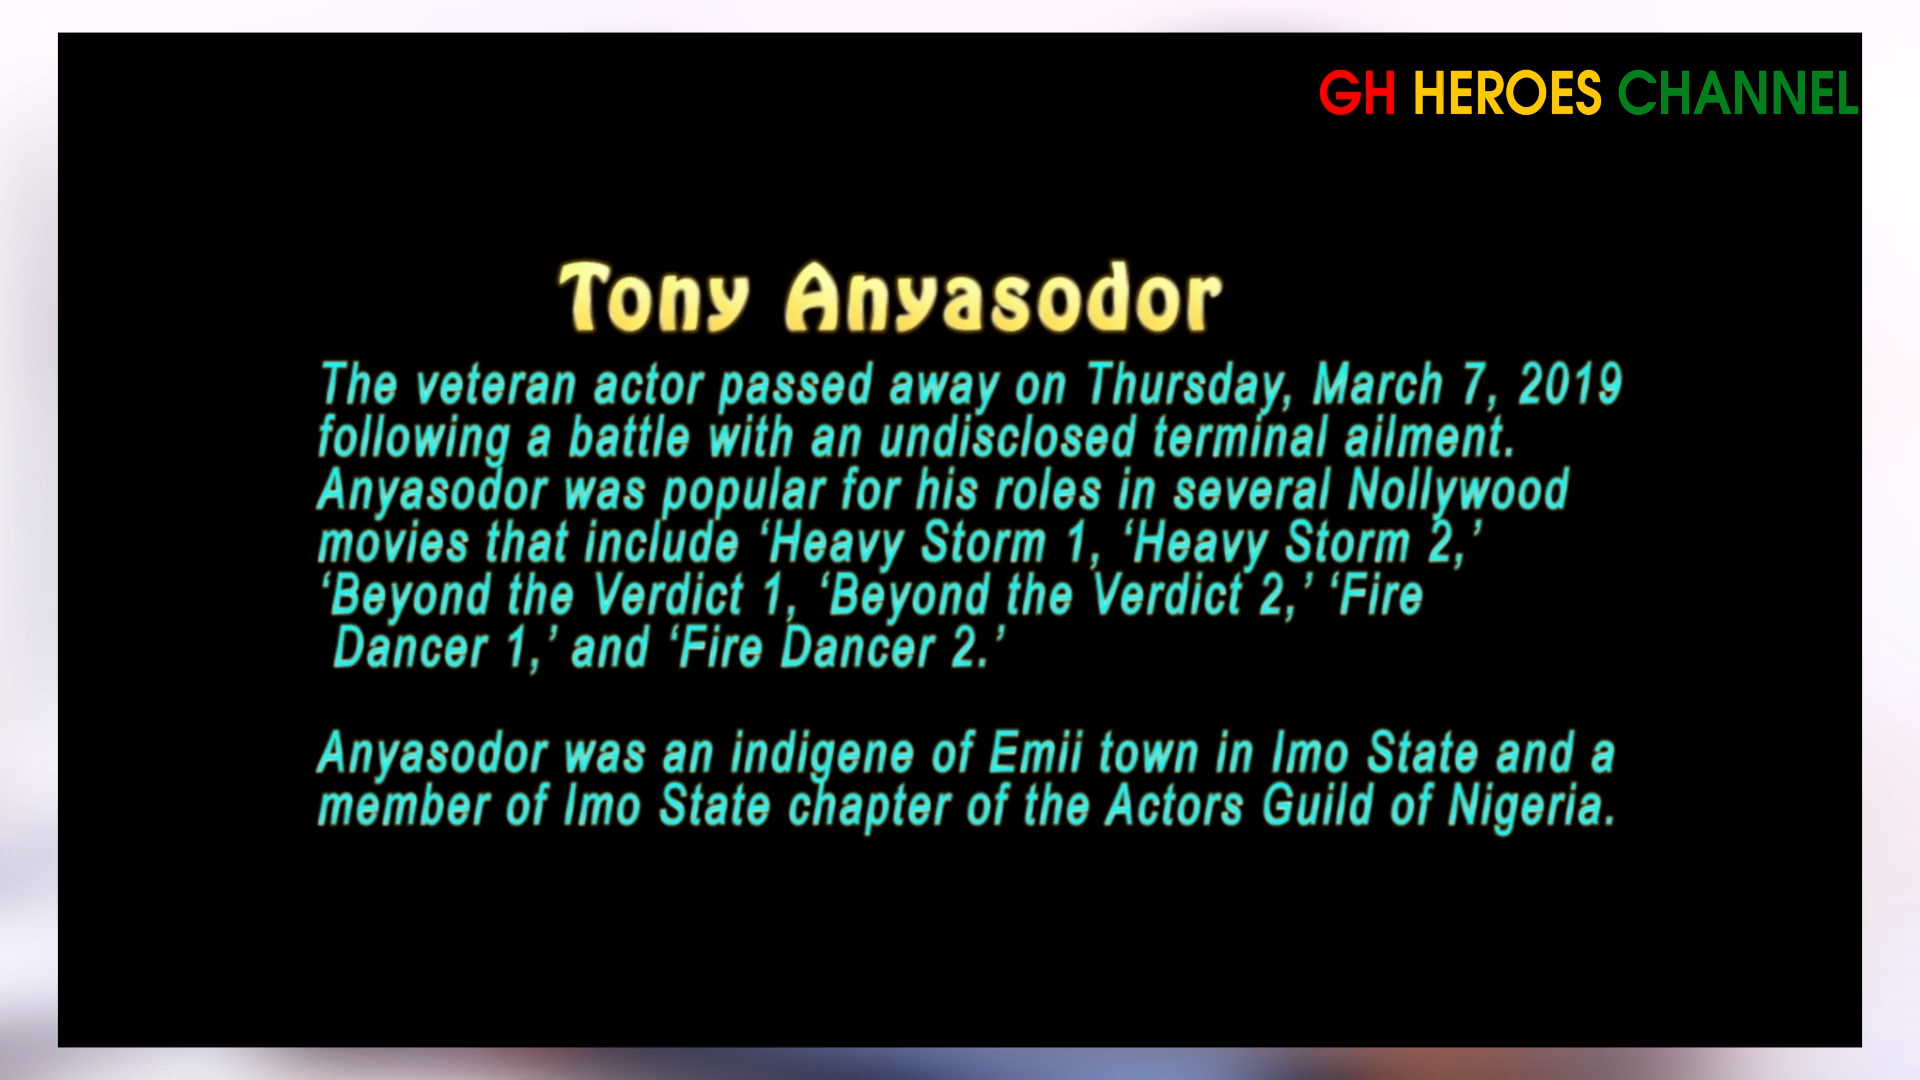 GH HEROES CHANNEL
Tony Anyasodor
The veteran actor passed away on Thursday, March 7, 2019
following a battle with an undisclosed terminal ailment.
Anyasodor was popular for his roles in several Nollywood
movies that include ‘Heavy Storm 1, ‘Heavy Storm 2,’
‘Beyond the Verdict 1, ‘Beyond the Verdict 2,’ ‘Fire
Dancer 1,’ and ‘Fire Dancer 2.’
Anyasodor was an indigene of Emii town in Imo State and a
member of Imo State chapter of the Actors Guild of Nigeria.